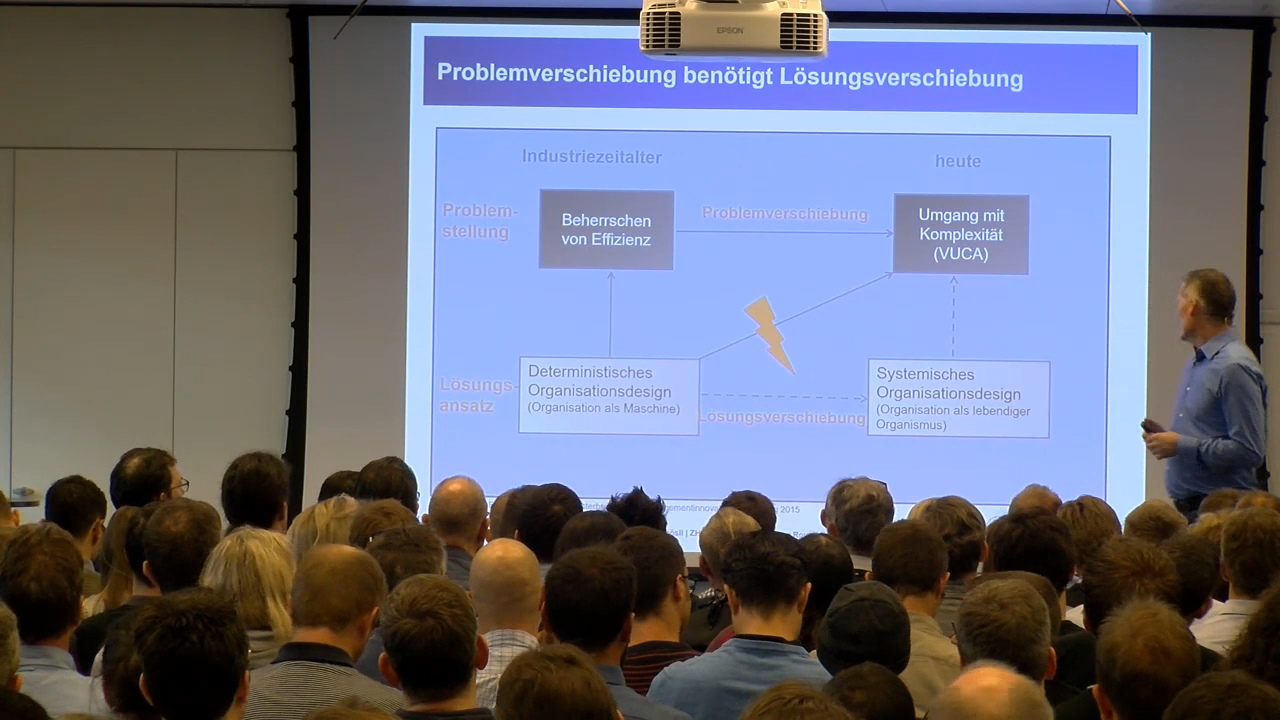 EPSON
Problemverschiebung benötigt Lösungsverschiebung
Industriezeitalter
heute
Problem-
stellung
Beherrschen
von Effizienz
Problemverschiebung
Umgang mit
Komplexität
(VUCA)
Lösungs-
ansatz
Deterministisches
Organisationsdesign
(Organisation als Maschine)
Lösungsverschiebung
Systemisches
Organisationsdesign
(Organisation als lebendiger
Organismus)
2015